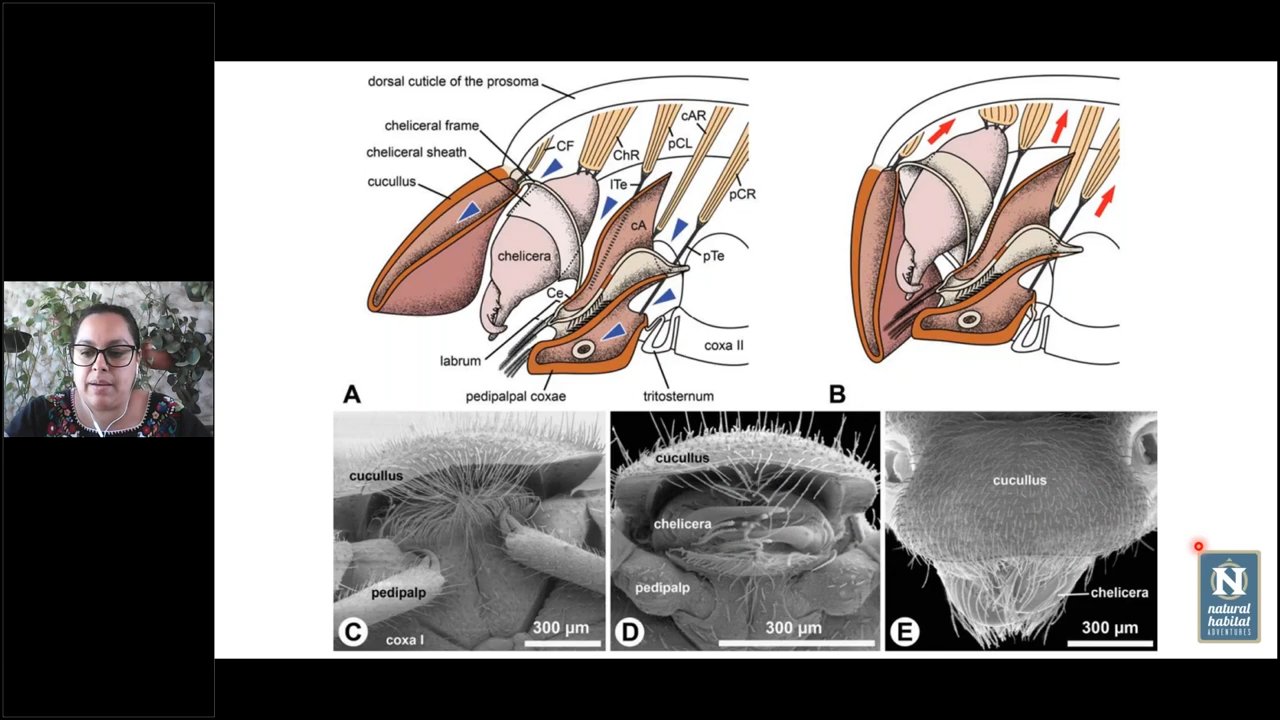 dorsal cuticle of the prosoma
cheliceral frame
cheliceral sheath
cucullus
CF
ChR
cAR
pCL
lTe
pCR
cA
chelicera
pTe
Ce
labrum
coxa II
pedipalpal coxae
tritosternum
A
B
cucullus
pedipalp
coxa I
C
300 µm
cucullus
chelicera
pedipalp
D
300 µm
cucullus
chelicera
E
300 µm
N
natural
habitat
ADVENTURES